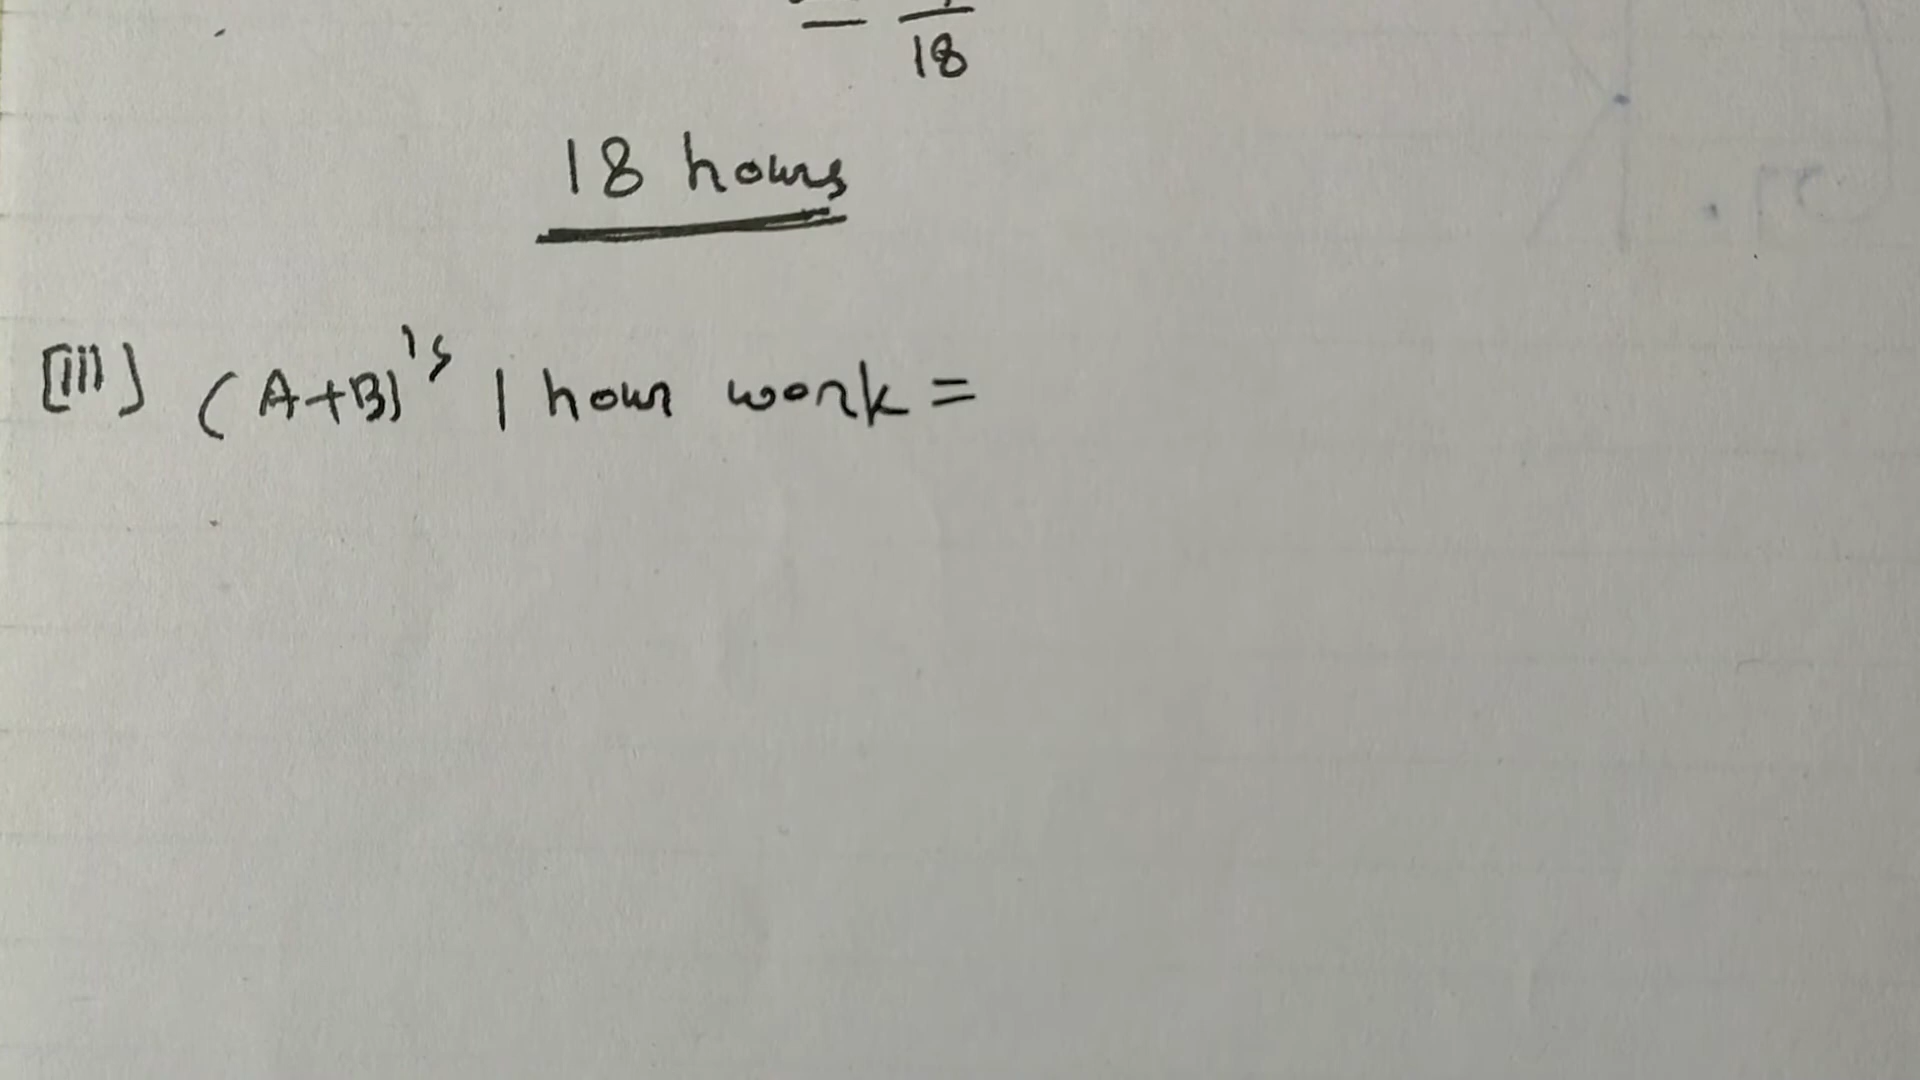 = 18
18 hours
[iii] (A+B)'s 1 hour work =